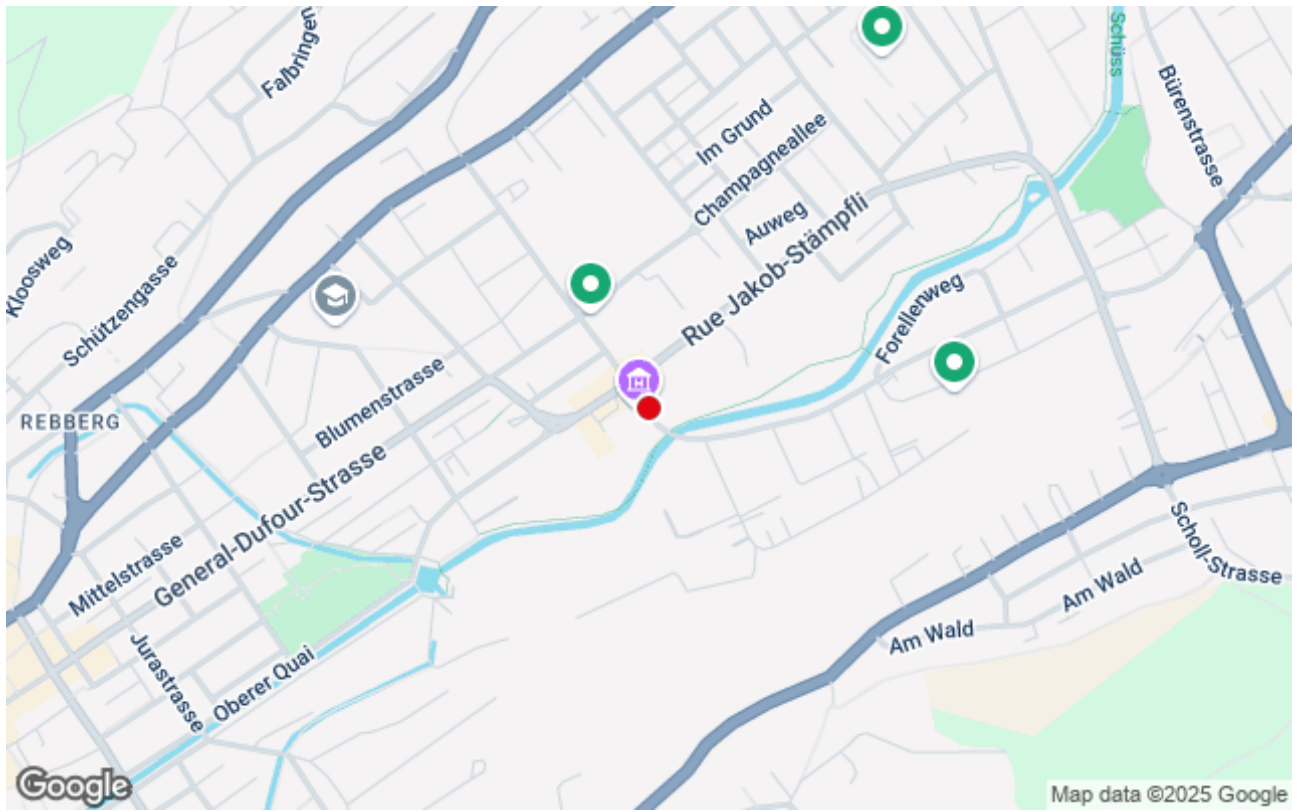 Falbringen
Schüss
Bürenstrasse
Im Grund
Champagneallee
Auweg
Kloosweg
Schützengasse
Rue Jakob-Stämpfli
Forellenweg
H
REBBERG
Blumenstrasse
General-Dufour-Strasse
Mittelstrasse
Scholl-Strasse
Am Wald
Am Wald
Jurastrasse
Oberer Quai
Google
Map data ©2025 Google